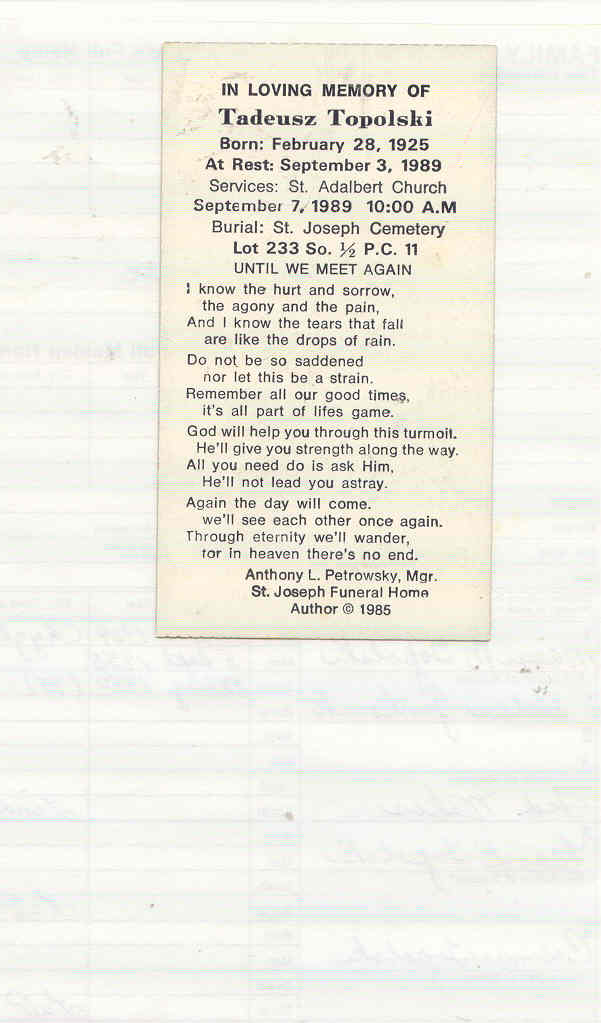 IN LOVING MEMORY OF
Tadeusz Topolski
Born: February 28, 1925
At Rest: September 3, 1989
Services: St. Adalbert Church
September 7, 1989 10:00 A.M
Burial: St. Joseph Cemetery
Lot 233 So. ½ P.C. 11
UNTIL WE MEET AGAIN
I know the hurt and sorrow,
the agony and the pain,
And I know the tears that fall
are like the drops of rain.
Do not be so saddened
nor let this be a strain.
Remember all our good times,
it's all part of lifes game.
God will help you through this turmoil.
He'll give you strength along the way.
All you need do is ask Him,
He'll not lead you astray.
Again the day will come.
we'll see each other once again.
Through eternity we'll wander,
for in heaven there's no end.
Anthony L. Petrowsky, Mgr.
St. Joseph Funeral Home
Author © 1985